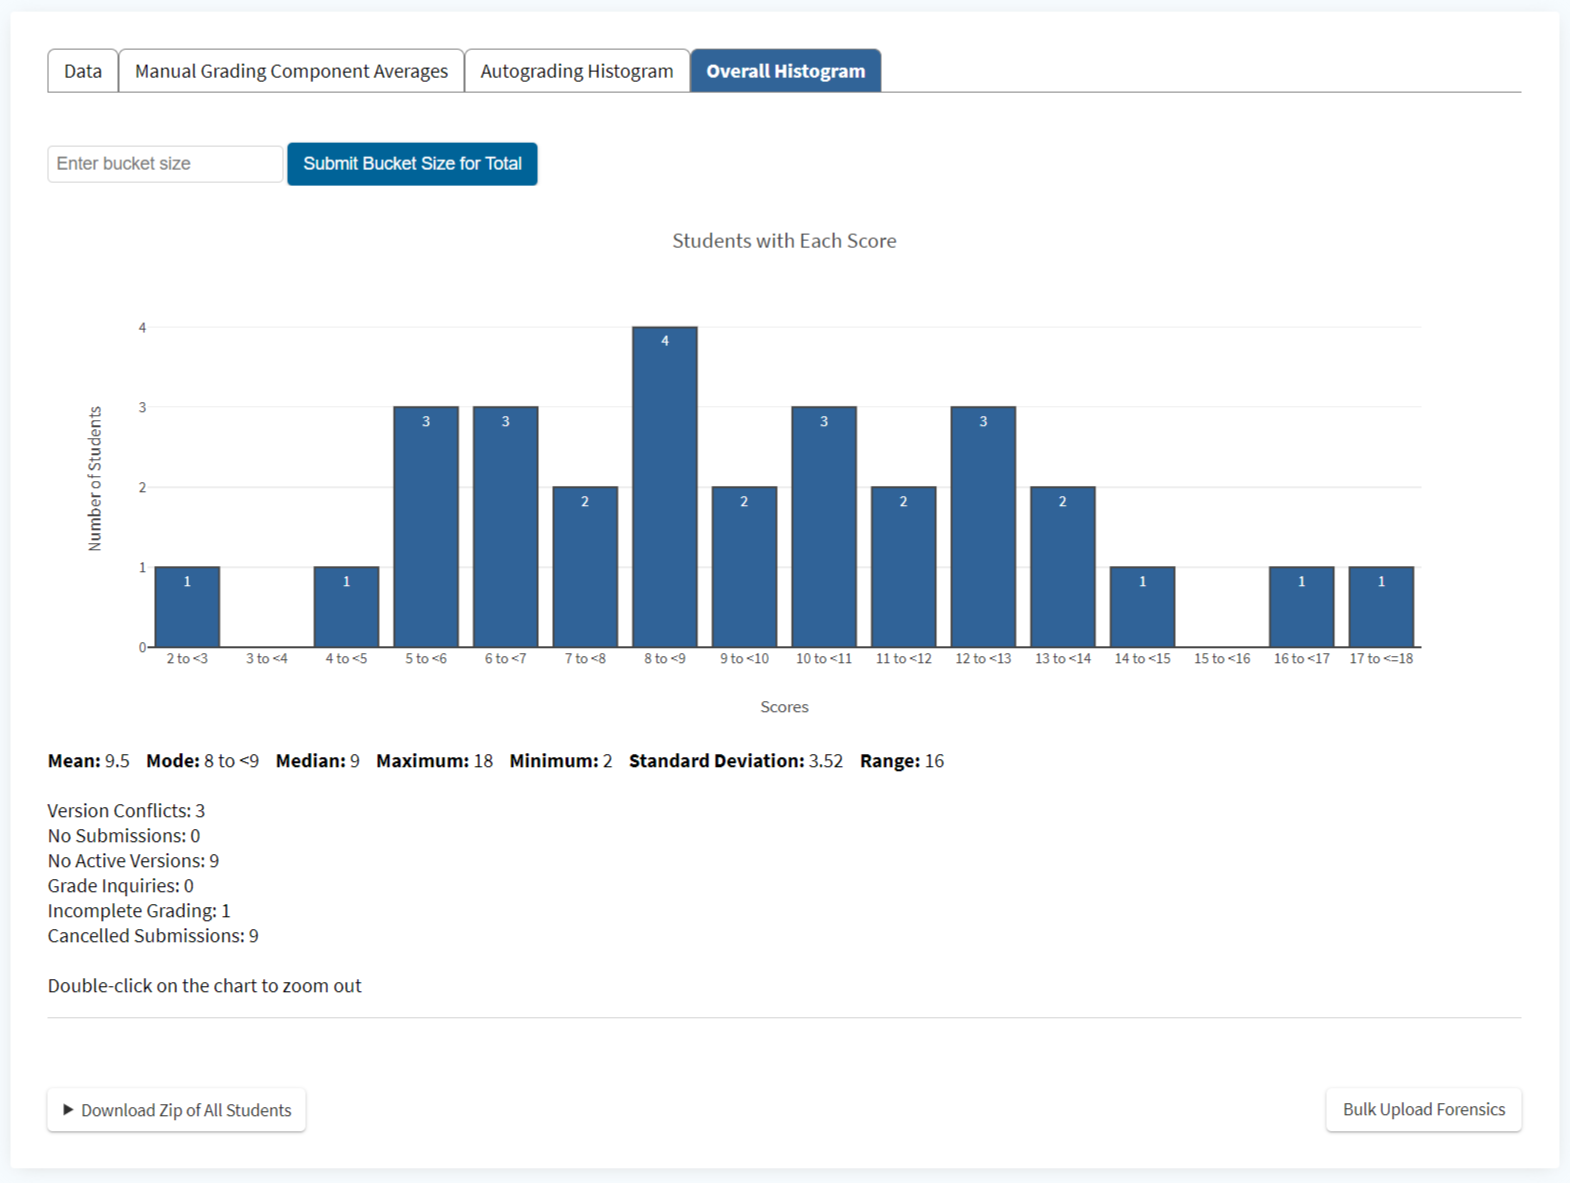 Data Manual Grading Component Averages Autograding Histogram Overall Histogram
Enter bucket size Submit Bucket Size for Total
Students with Each Score
Number of Students
4
3
2
1
0
1 1 3 3 2 4 2 3 2 3 2 1 1 1
2 to <3 3 to <4 4 to <5 5 to <6 6 to <7 7 to <8 8 to <9 9 to <10 10 to <11 11 to <12 12 to <13 13 to <14 14 to <15 15 to <16 16 to <17 17 to <=18
Scores
Mean: 9.5 Mode: 8 to <9 Median: 9 Maximum: 18 Minimum: 2 Standard Deviation: 3.52 Range: 16
Version Conflicts: 3
No Submissions: 0
No Active Versions: 9
Grade Inquiries: 0
Incomplete Grading: 1
Cancelled Submissions: 9
Double-click on the chart to zoom out
Download Zip of All Students Bulk Upload Forensics